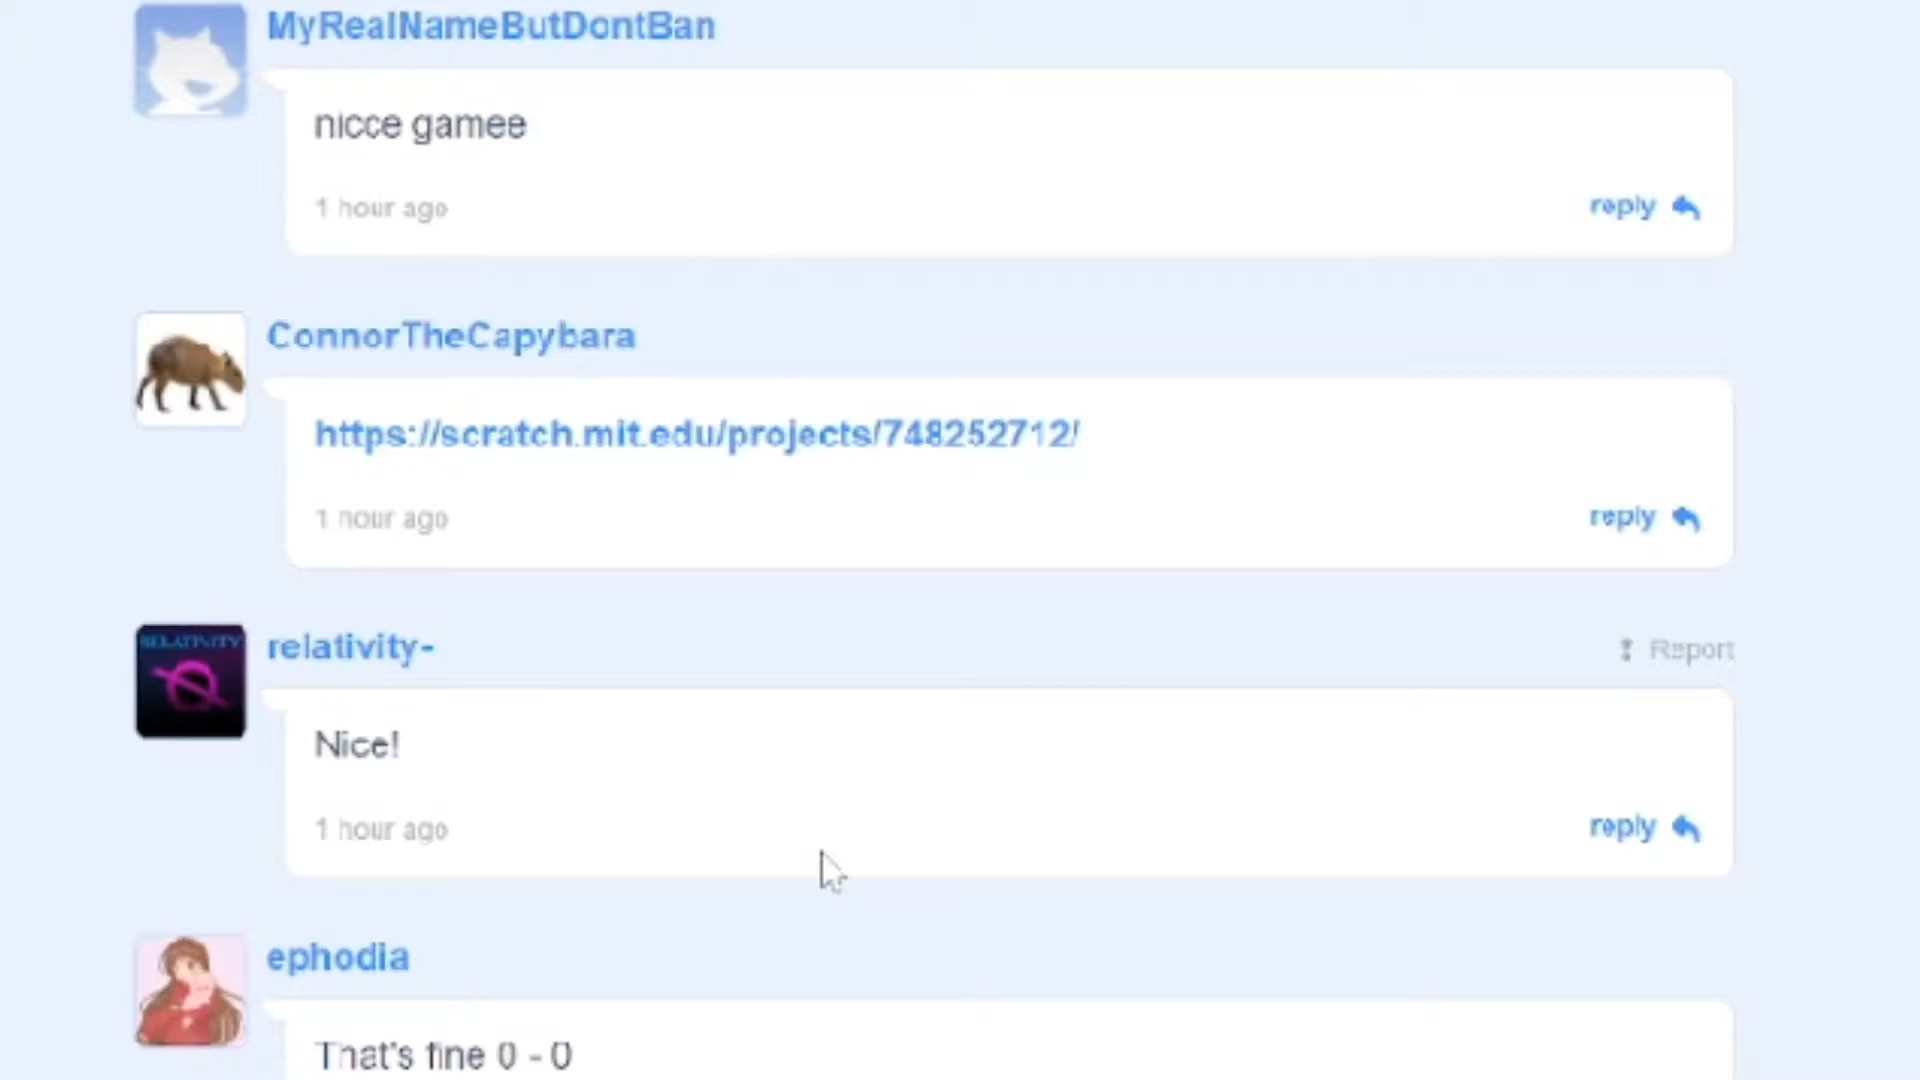 MyRealNameButDontBan
nicce gamee
1 hour ago
reply
ConnorTheCapybara
https://scratch.mit.edu/projects/748252712/
1 hour ago
reply
RELATIVITY
relativity-
Report
Nice!
1 hour ago
reply
ephodia
That's fine 0 - 0